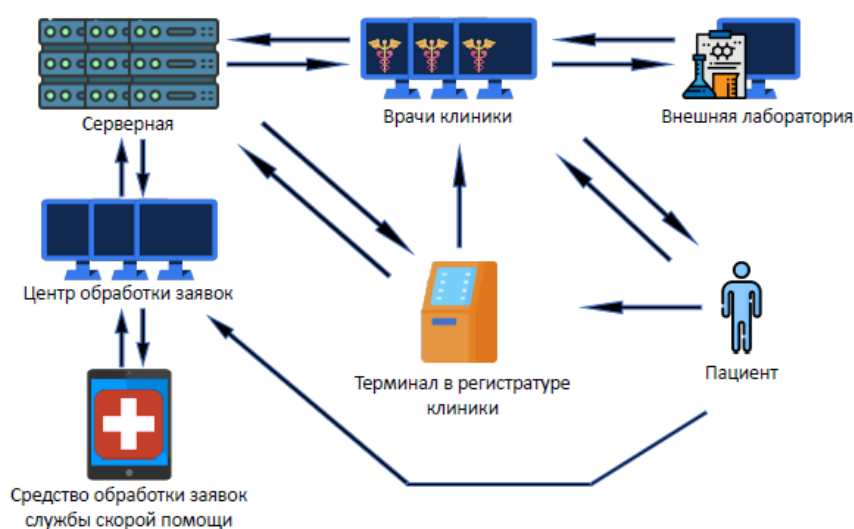 Серверная
Врачи клиники
Внешняя лаборатория
Центр обработки заявок
Терминал в регистратуре
клиники
Пациент
Средство обработки заявок
службы скорой помощи